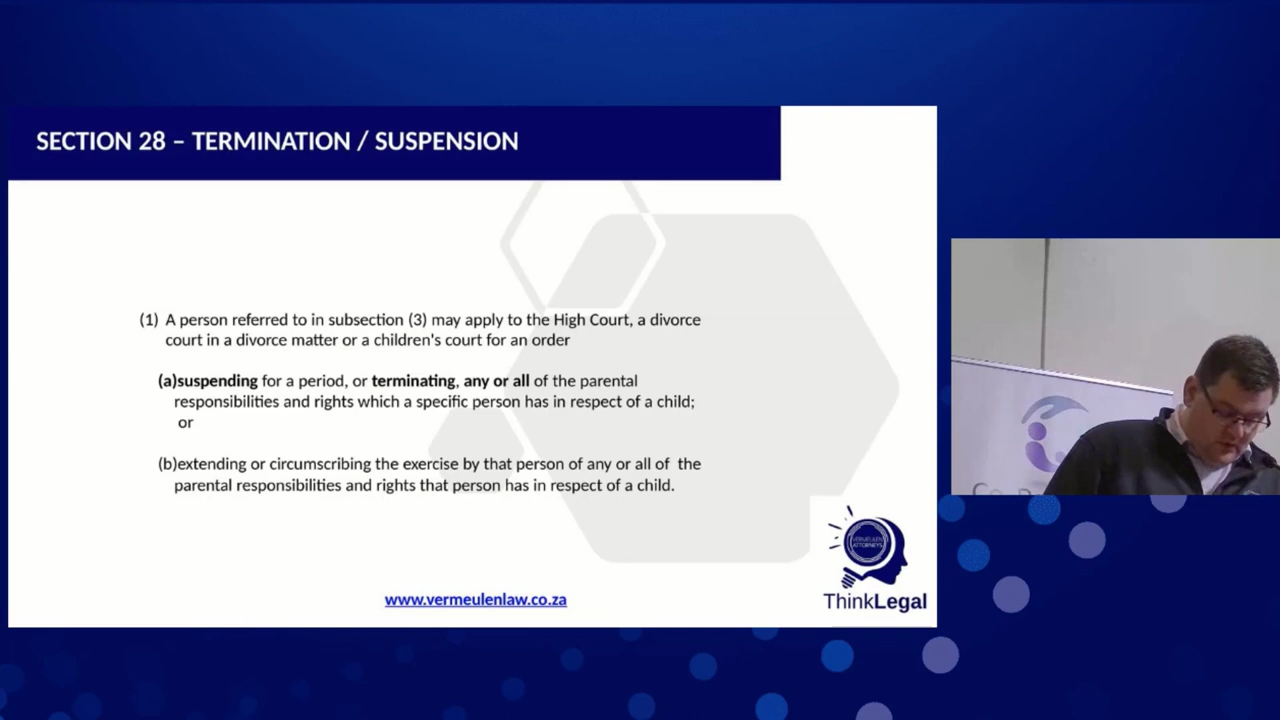 SECTION 28 – TERMINATION / SUSPENSION
(1) A person referred to in subsection (3) may apply to the High Court, a divorce
court in a divorce matter or a children's court for an order
(a)suspending for a period, or terminating, any or all of the parental
responsibilities and rights which a specific person has in respect of a child;
or
(b)extending or circumscribing the exercise by that person of any or all of the
parental responsibilities and rights that person has in respect of a child.
VERMEULEN
ATTORNEYS
ThinkLegal
www.vermeulenlaw.co.za